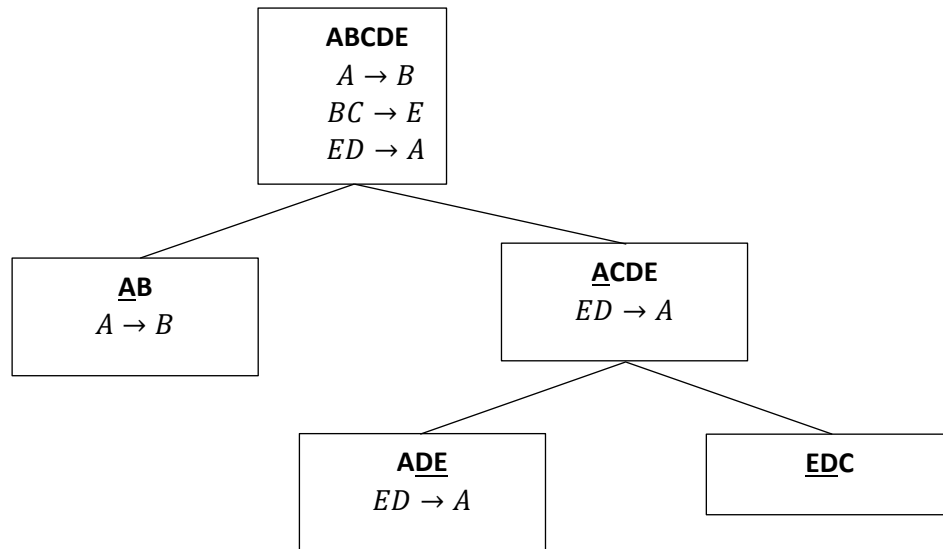 ABCDE
A → B
BC → E
ED → A
AB
A → B
ACDE
ED → A
ADE
ED → A
EDC